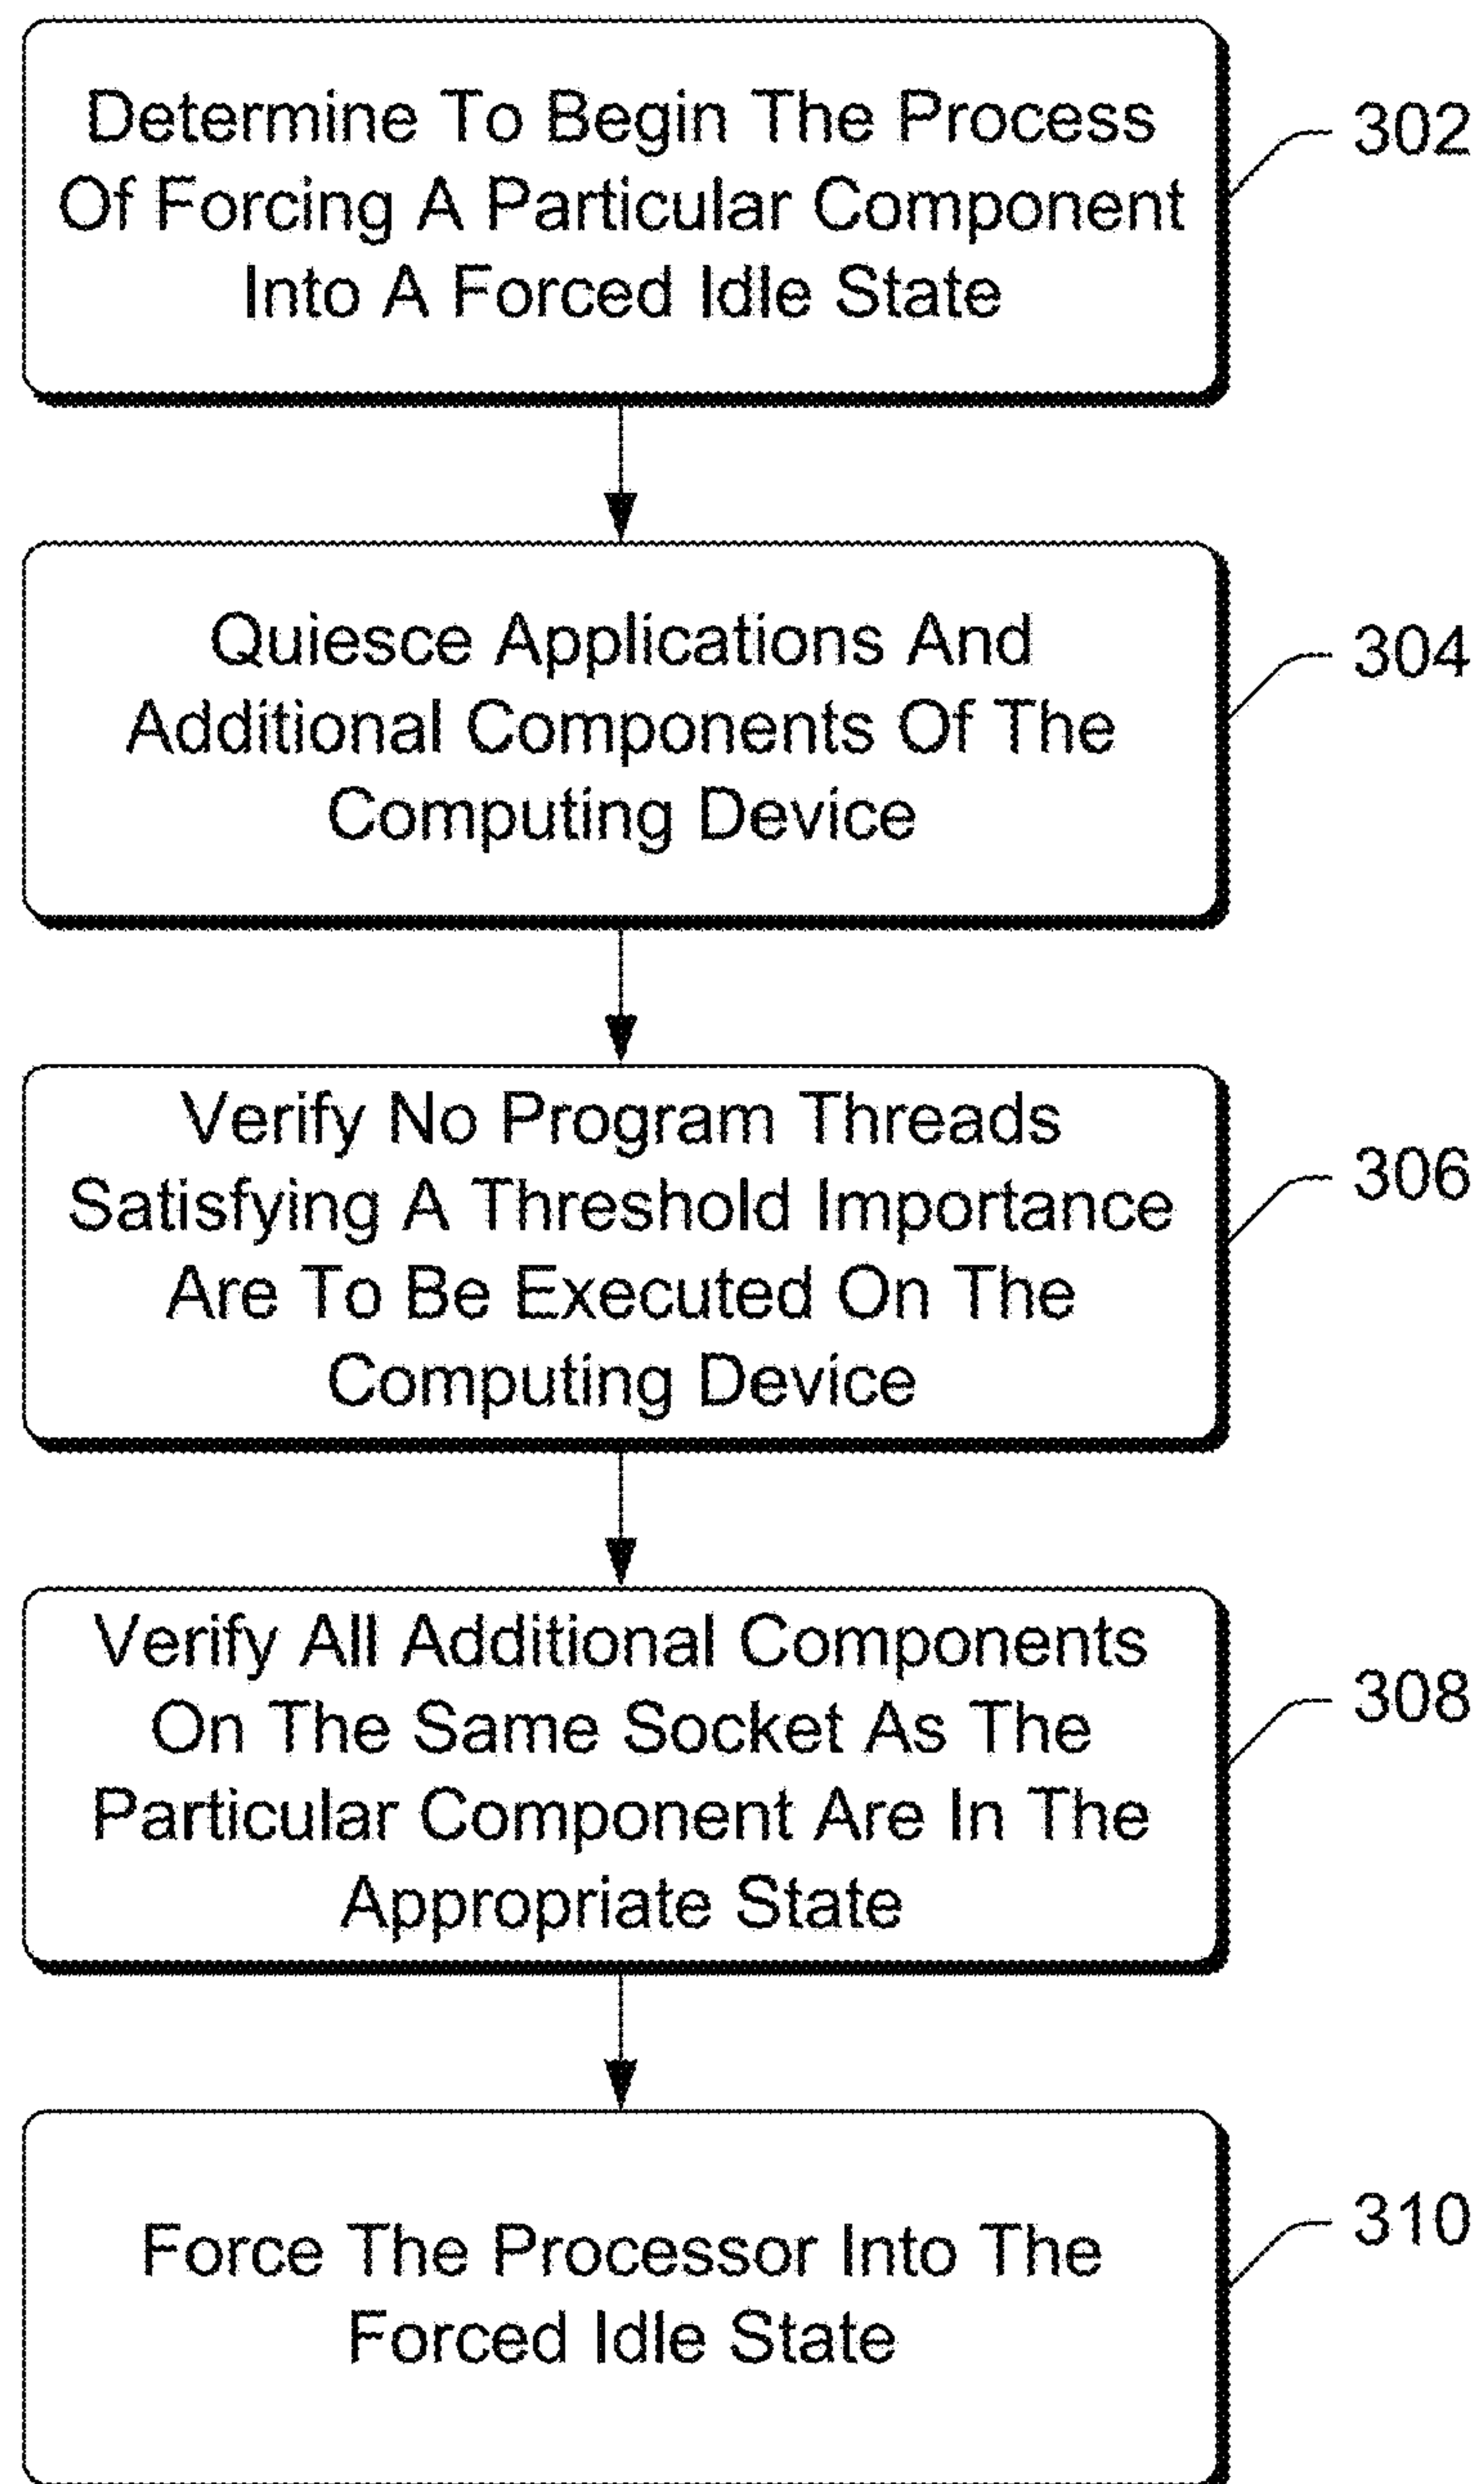 Determine To Begin The Process
Of Forcing A Particular Component
Into A Forced Idle State
302
Quiesce Applications And
Additional Components Of The
Computing Device
304
Verify No Program Threads
Satisfying A Threshold Importance
Are To Be Executed On The
Computing Device
306
Verify All Additional Components
On The Same Socket As The
Particular Component Are In The
Appropriate State
308
Force The Processor Into The
Forced Idle State
310